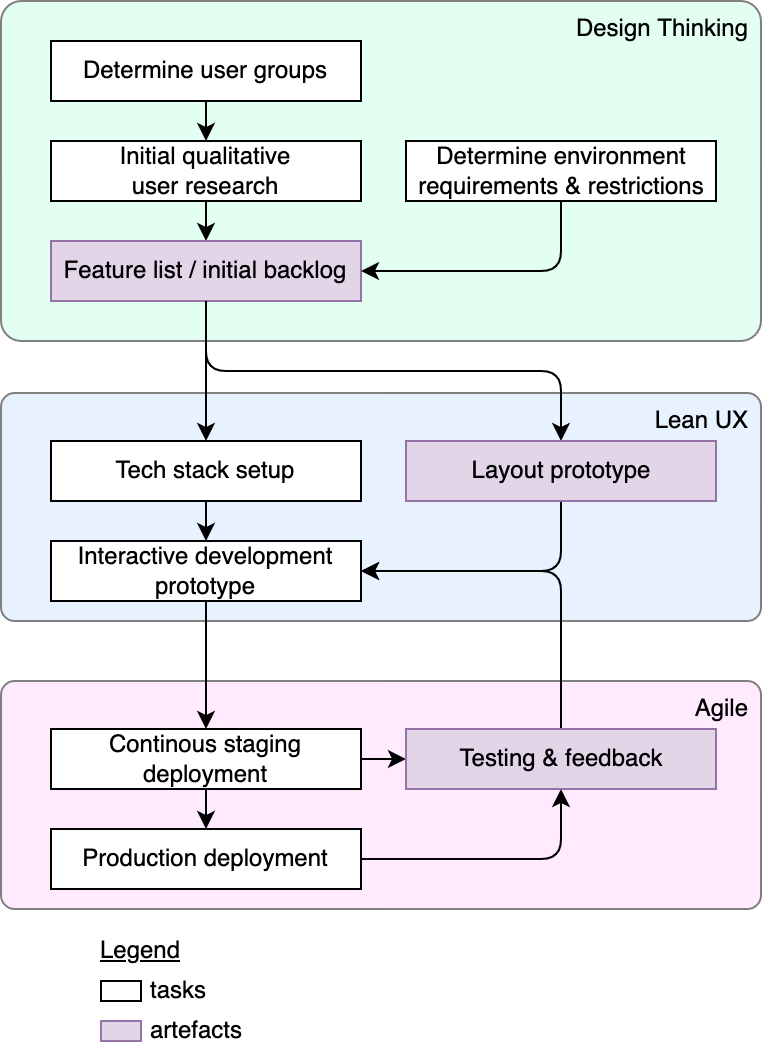 Design Thinking
Determine user groups
Initial qualitative
user research
Determine environment
requirements & restrictions
Feature list / initial backlog
Lean UX
Tech stack setup
Layout prototype
Interactive development
prototype
Agile
Continous staging
deployment
Testing & feedback
Production deployment
Legend
tasks
artefacts